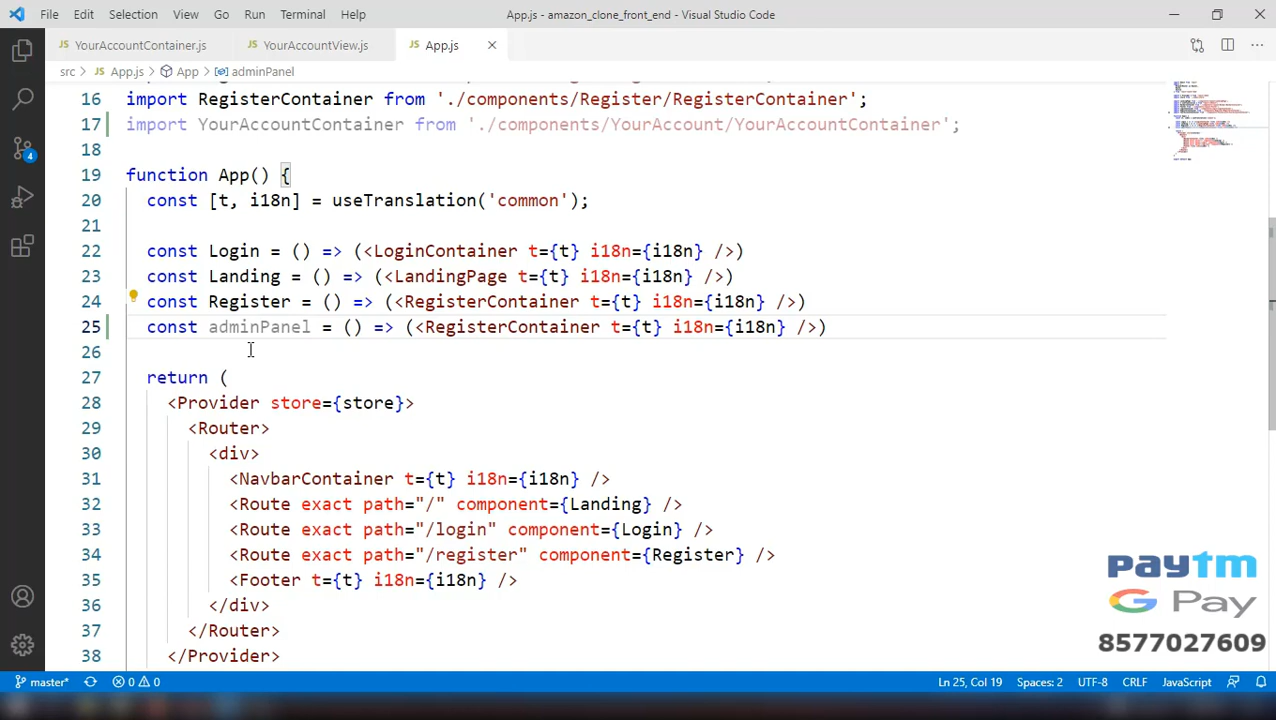 File Edit Selection View Go Run Terminal Help App.js - amazon_clone_front_end - Visual Studio Code
JS YourAccountContainer.js JS YourAccountView.js JS App.js
src > JS App.js > App > adminPanel
16 import RegisterContainer from './components/Register/RegisterContainer';
17 import YourAccountContainer from './components/YourAccount/YourAccountContainer';
18
19 function App() {
20 const [t, i18n] = useTranslation('common');
21
22 const Login = () => (<LoginContainer t={t} i18n={i18n} />)
23 const Landing = () => (<LandingPage t={t} i18n={i18n} />)
24 const Register = () => (<RegisterContainer t={t} i18n={i18n} />)
25 const adminPanel = () => (<RegisterContainer t={t} i18n={i18n} />)
26
27 return (
28 <Provider store={store}>
29 <Router>
30 <div>
31 <NavbarContainer t={t} i18n={i18n} />
32 <Route exact path="/" component={Landing} />
33 <Route exact path="/login" component={Login} />
34 <Route exact path="/register" component={Register} />
35 <Footer t={t} i18n={i18n} />
36 </div>
37 </Router>
38 </Provider>
4
paytm
G Pay
8577027609
master* 0 0 Ln 25, Col 19 Spaces: 2 UTF-8 CRLF JavaScript